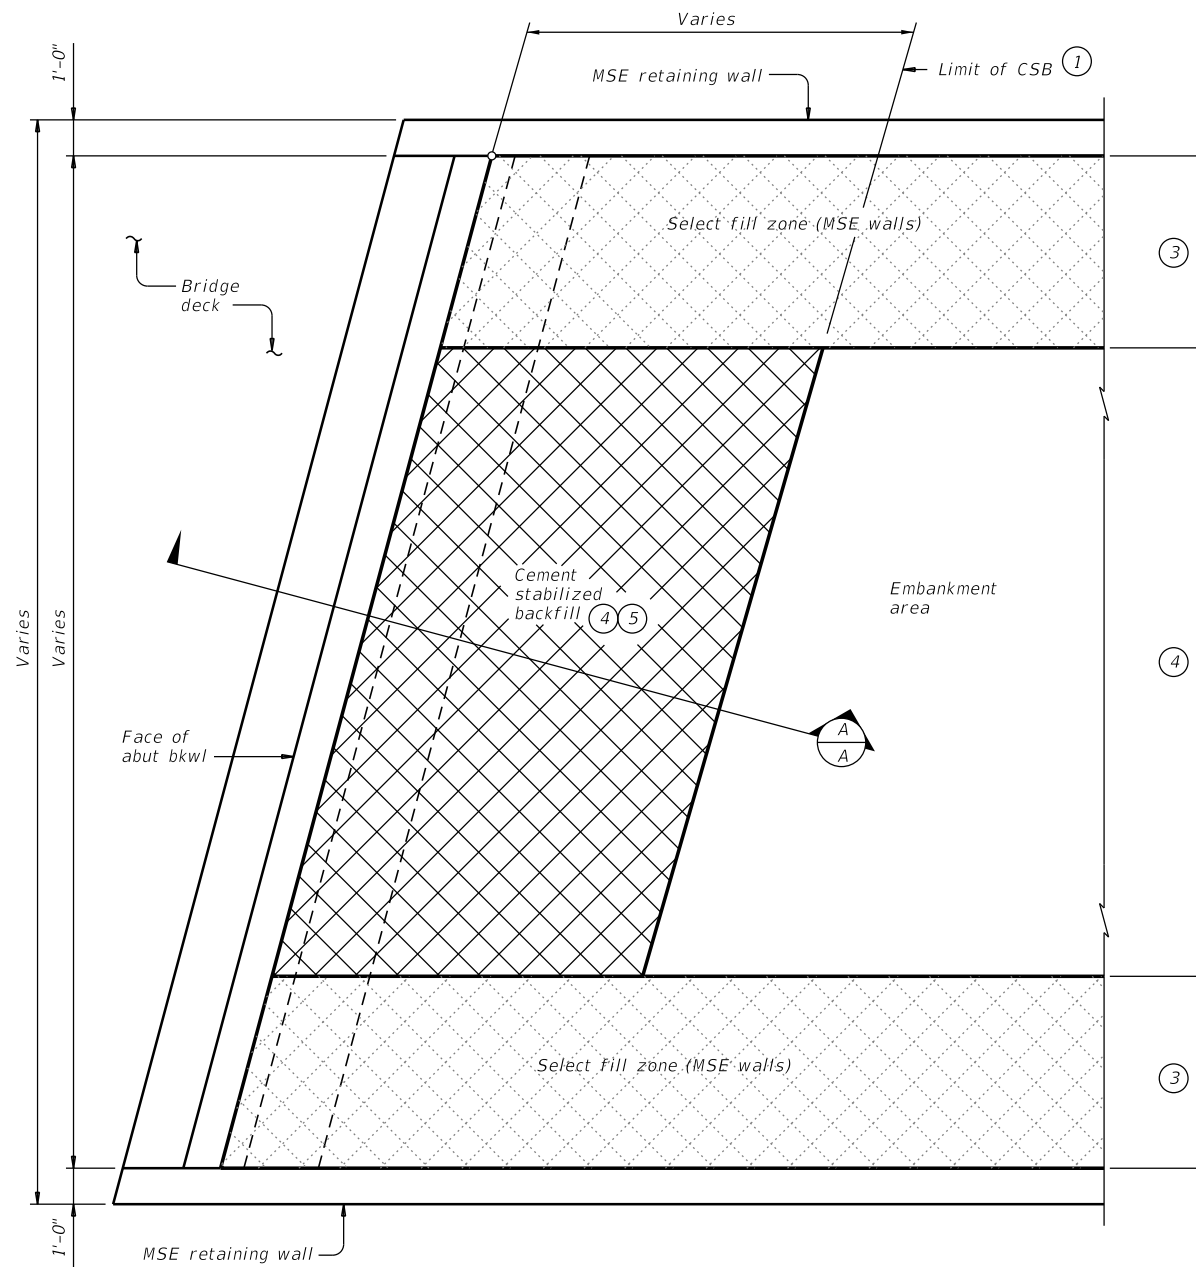 Varies
1'-0"
MSE retaining wall
Limit of CSB 1
Select fill zone (MSE walls)
3
Bridge
deck
Cement
stabilized
backfill 4 5
Embankment
area
Varies
Varies
4
A
A
Face of
abut bkwl
Select fill zone (MSE walls)
3
1'-0"
MSE retaining wall